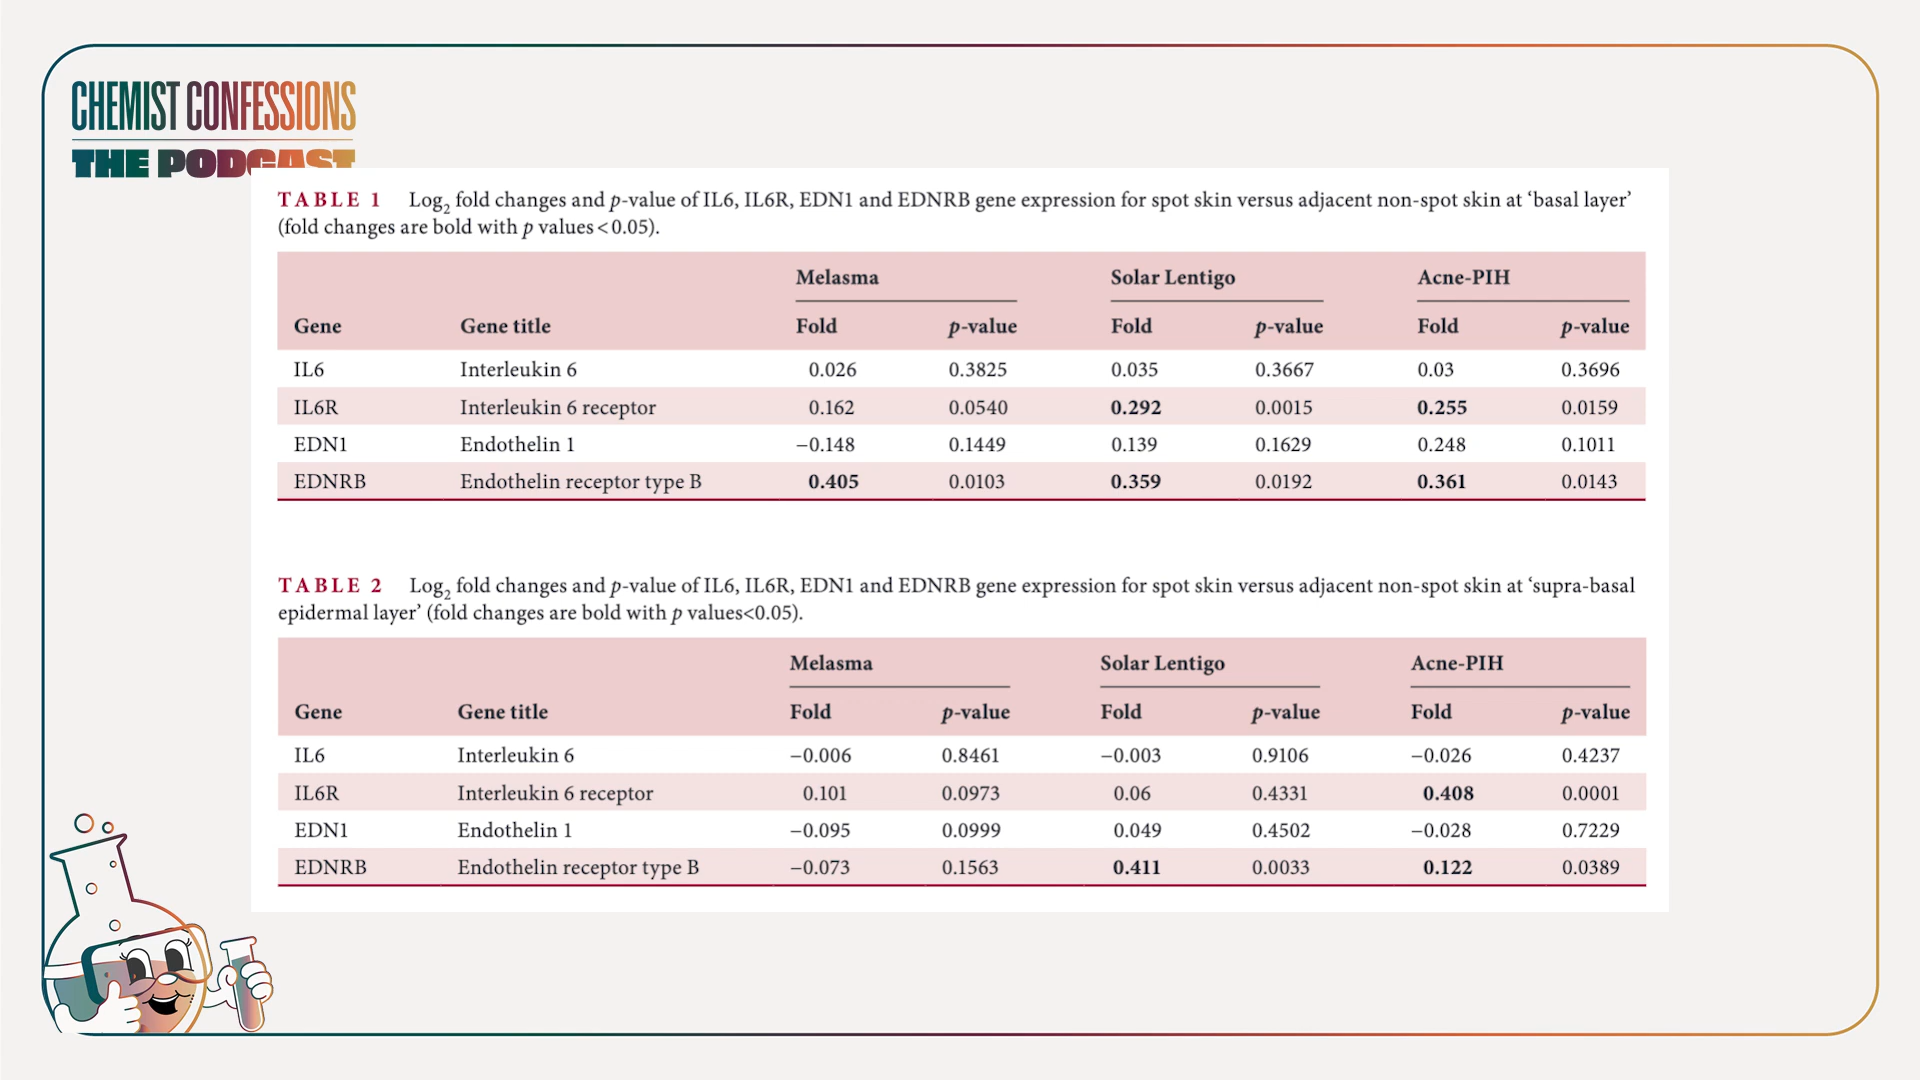 CHEMIST CONFESSIONS
THE PODCAST
TABLE 1 Log2 fold changes and p-value of IL6, IL6R, EDN1 and EDNRB gene expression for spot skin versus adjacent non-spot skin at ‘basal layer’
(fold changes are bold with p values < 0.05).
Melasma Solar Lentigo Acne-PIH
Gene Gene title Fold p-value Fold p-value Fold p-value
IL6 Interleukin 6 0.026 0.3825 0.035 0.3667 0.03 0.3696
IL6R Interleukin 6 receptor 0.162 0.0540 0.292 0.0015 0.255 0.0159
EDN1 Endothelin 1 −0.148 0.1449 0.139 0.1629 0.248 0.1011
EDNRB Endothelin receptor type B 0.405 0.0103 0.359 0.0192 0.361 0.0143
TABLE 2 Log2 fold changes and p-value of IL6, IL6R, EDN1 and EDNRB gene expression for spot skin versus adjacent non-spot skin at ‘supra-basal
epidermal layer’ (fold changes are bold with p values<0.05).
Melasma Solar Lentigo Acne-PIH
Gene Gene title Fold p-value Fold p-value Fold p-value
IL6 Interleukin 6 −0.006 0.8461 −0.003 0.9106 −0.026 0.4237
IL6R Interleukin 6 receptor 0.101 0.0973 0.06 0.4331 0.408 0.0001
EDN1 Endothelin 1 −0.095 0.0999 0.049 0.4502 −0.028 0.7229
EDNRB Endothelin receptor type B −0.073 0.1563 0.411 0.0033 0.122 0.0389